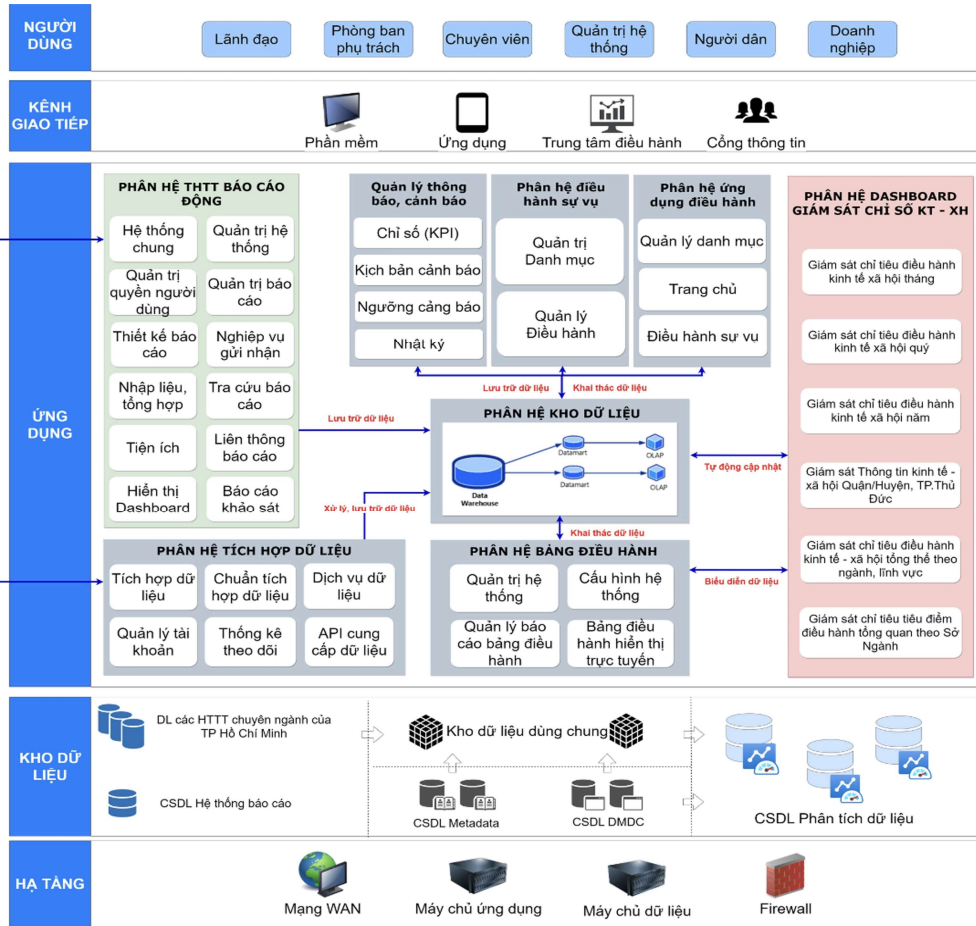 NGƯỜI
DÙNG
Lãnh đạo
Phòng ban
phụ trách
Chuyên viên
Quản trị hệ
thống
Người dân
Doanh
nghiệp
KÊNH
GIAO TIẾP
Phần mềm
Ứng dụng
Trung tâm điều hành
Cổng thông tin
ỨNG
DỤNG
PHÂN HỆ THTT BÁO CÁO
ĐỘNG
Hệ thống
chung
Quản trị hệ
thống
Quản trị
quyền người
dùng
Quản trị báo
cáo
Thiết kế báo
cáo
Nghiệp vụ
gửi nhận
Nhập liệu,
tổng hợp
Tra cứu báo
cáo
Tiện ích
Liên thông
báo cáo
Hiển thị
Dashboard
Báo cáo
khảo sát
Quản lý thông
báo, cảnh báo
Chỉ số (KPI)
Kịch bản cảnh báo
Ngưỡng cảng báo
Nhật ký
Phân hệ điều
hành sự vụ
Quản trị
Danh mục
Quản lý
Điều hành
Phân hệ ứng
dụng điều hành
Quản lý danh mục
Trang chủ
Điều hành sự vụ
Lưu trữ dữ liệu
Khai thác dữ liệu
PHÂN HỆ KHO DỮ LIỆU
Data
Warehouse
Datamart
OLAP
Datamart
OLAP
Lưu trữ dữ liệu
Xử lý, lưu trữ dữ liệu
Tự động cập nhật
Khai thác dữ liệu
Biểu diễn dữ liệu
PHÂN HỆ TÍCH HỢP DỮ LIỆU
Tích hợp dữ
liệu
Chuẩn tích
hợp dữ liệu
Dịch vụ dữ
liệu
Quản lý tài
khoản
Thống kê
theo dõi
API cung
cấp dữ liệu
PHÂN HỆ BẢNG ĐIỀU HÀNH
Quản trị hệ
thống
Cấu hình hệ
thống
Quản lý báo
cáo bảng điều
hành
Bảng điều
hành hiển thị
trực tuyến
PHÂN HỆ DASHBOARD
GIÁM SÁT CHỈ SỐ KT - XH
Giám sát chỉ tiêu điều hành
kinh tế xã hội tháng
Giám sát chỉ tiêu điều hành
kinh tế xã hội quý
Giám sát chỉ tiêu điều hành
kinh tế xã hội năm
Giám sát Thông tin kinh tế -
xã hội Quận/Huyện, TP.Thủ
Đức
Giám sát chỉ tiêu điều hành
kinh tế - xã hội tổng thể theo
ngành, lĩnh vực
Giám sát chỉ tiêu tiêu điểm
điều hành tổng quan theo Sở
Ngành
KHO DỮ
LIỆU
DL các HTTT chuyên ngành của
TP Hồ Chí Minh
CSDL Hệ thống báo cáo
Kho dữ liệu dùng chung
CSDL Metadata
CSDL DMDC
CSDL Phân tích dữ liệu
HẠ TẦNG
Mạng WAN
Máy chủ ứng dụng
Máy chủ dữ liệu
Firewall